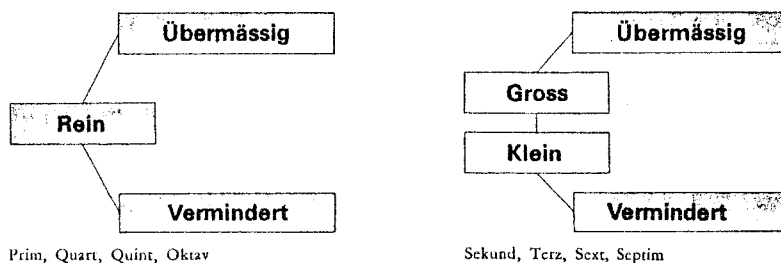 Übermässig
Rein
Vermindert
Prim, Quart, Quint, Oktav
Übermässig
Gross
Klein
Vermindert
Sekund, Terz, Sext, Septim